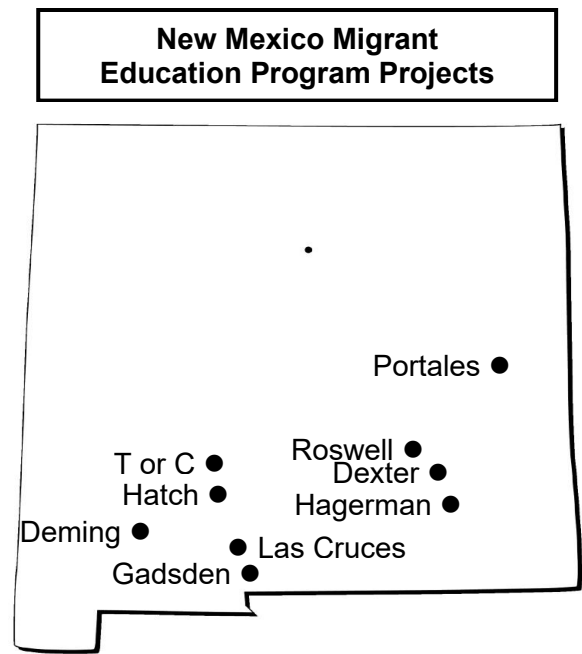 New Mexico Migrant
Education Program Projects
Portales
Roswell
T or C
Dexter
Hatch
Hagerman
Deming
Las Cruces
Gadsden